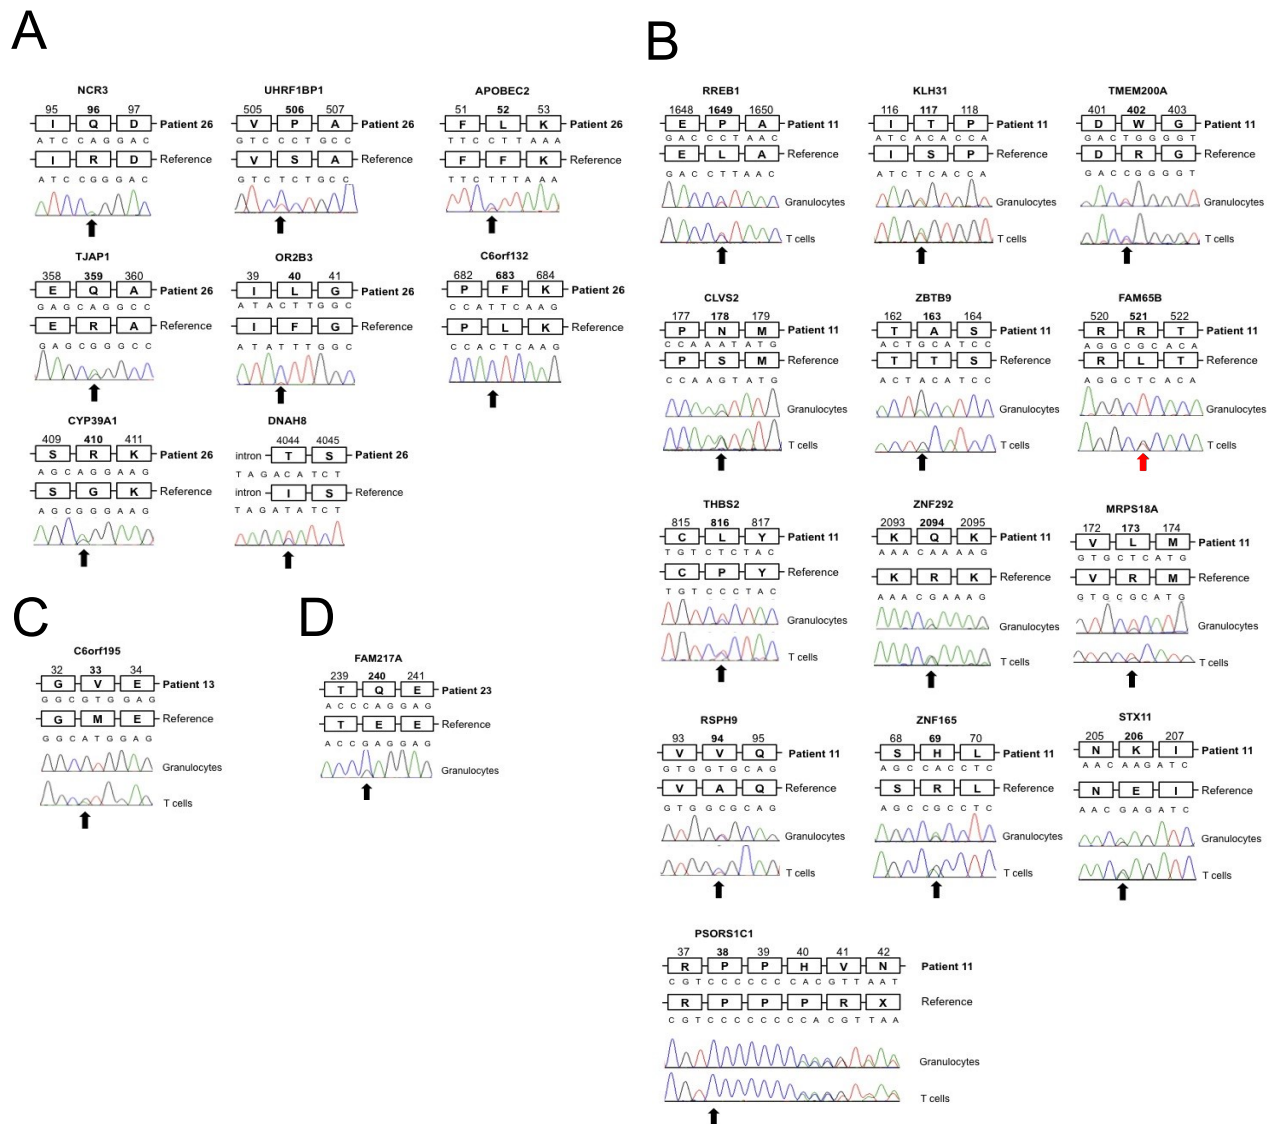 A
NCR3
95 96 97
I Q D Patient 26
A T C C A G G A C
I R D Reference
A T C C G G G A C
UHRF1BP1
505 506 507
V P A Patient 26
G T C C C T G C C
V S A Reference
G T C T C T G C C
APOBEC2
51 52 53
F L K Patient 26
T T C C T T A A A
F F K Reference
T T C T T T A A A
TJAP1
358 359 360
E Q A Patient 26
G A G C A G G C C
E R A Reference
G A G C G G G C C
OR2B3
39 40 41
I L G Patient 26
A T A C T T G G C
I F G Reference
A T A T T T G G C
C6orf132
682 683 684
P F K Patient 26
C C A T T C A A G
P L K Reference
C C A C T C A A G
CYP39A1
409 410 411
S R K Patient 26
A G C A G G A A G
S G K Reference
A G C G G G A A G
DNAH8
4044 4045
intron T S Patient 26
T A G A C A T C T
intron I S Reference
T A G A T A T C T
B
RREB1
1648 1649 1650
E P A Patient 11
G A C C C T A A C
E L A Reference
G A C C T T A A C
Granulocytes
T cells
KLH31
116 117 118
I T P Patient 11
A T C A C A C C A
I S P Reference
A T C T C A C C A
T cells
TMEM200A
401 402 403
D W G Patient 11
G A C T G G G G T
D R G Reference
G A C C G G G G T
Granulocytes
T cells
CLVS2
177 178 179
P N M Patient 11
C C A A A T A T G
P S M Reference
C C A A G T A T G
Granulocytes
T cells
ZBTB9
162 163 164
T A S Patient 11
A C T G C A T C C
T T S Reference
A C T A C A T C C
Granulocytes
T cells
FAM65B
520 521 522
R R T Patient 11
A G G C G C A C A
R L T Reference
A G G C T C A C A
Granulocytes
T cells
THBS2
815 816 817
C L Y Patient 11
T G T C T C T A C
C P Y Reference
T G T C C C T A C
Granulocytes
T cells
ZNF292
2093 2094 2095
K Q K Patient 11
A A A C A A A A G
K R K Reference
A A A C G A A A G
Granulocytes
T cells
MRPS18A
172 173 174
V L M Patient 11
G T G C T C A T G
V R M Reference
G T G C G C A T G
Granulocytes
T cells
RSPH9
93 94 95
V V Q Patient 11
G T G G T G C A G
V A Q Reference
G T G G C G C A G
Granulocytes
T cells
ZNF165
68 69 70
S H L Patient 11
A G C C A C C T C
S R L Reference
A G C C G C C T C
Granulocytes
T cells
STX11
205 206 207
N K I Patient 11
A A C A A G A T C
N E I Reference
A A C G A G A T C
Granulocytes
T cells
PSORS1C1
37 38 39 40 41 42
R P P H V N Patient 11
C G T C C C C C C C A C G T T A A T
R P P P R X Reference
C G T C C C C C C C C A C G T T A A
Granulocytes
T cells
C
C6orf195
32 33 34
G V E Patient 13
G G C G T G G A G
G M E Reference
G G C A T G G A G
Granulocytes
T cells
D
FAM217A
239 240 241
T Q E Patient 23
A C C C A G G A G
T E E Reference
A C C G A G G A G
Granulocytes